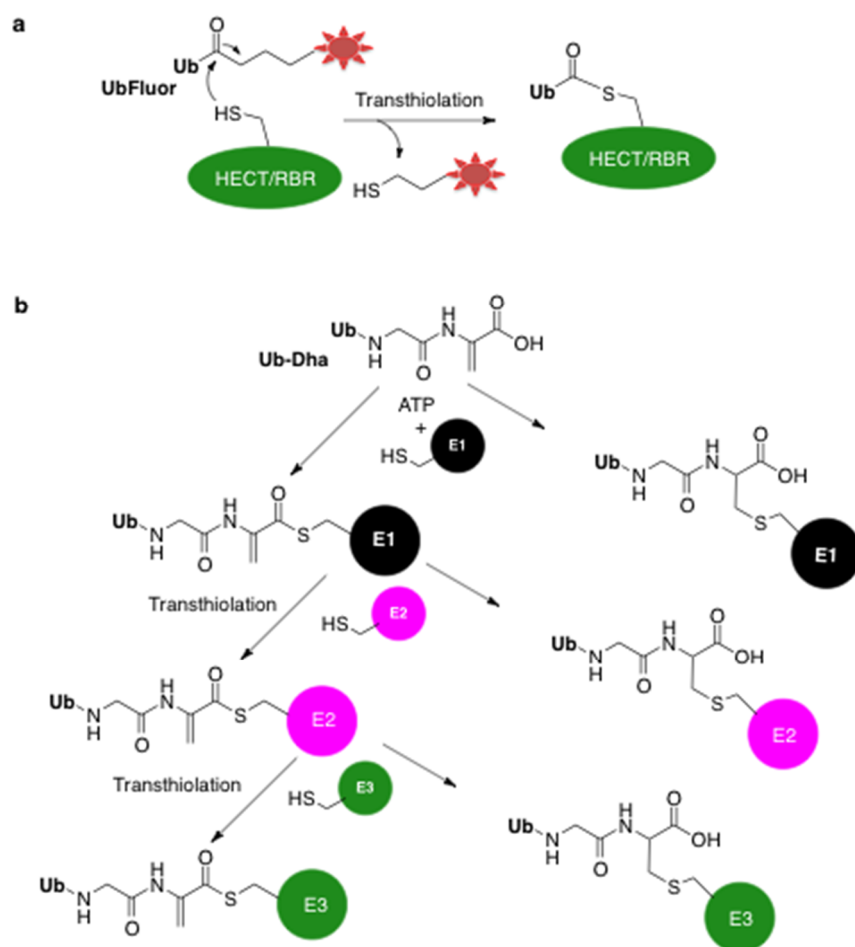 a
O
Ub
UbFluor
HS
HECT/RBR
Transthiolation
HS
O
Ub
S
HECT/RBR
b
Ub-Dha
Ub
N
H
O
H
N
O
OH
ATP
+
HS
E1
Ub
N
H
O
H
N
O
S
E1
Ub
N
H
O
H
N
O
OH
S
E1
Transthiolation
HS
E2
Ub
N
H
O
H
N
O
S
E2
Ub
N
H
O
H
N
O
OH
S
E2
Transthiolation
HS
E3
Ub
N
H
O
H
N
O
S
E3
Ub
N
H
O
H
N
O
OH
S
E3